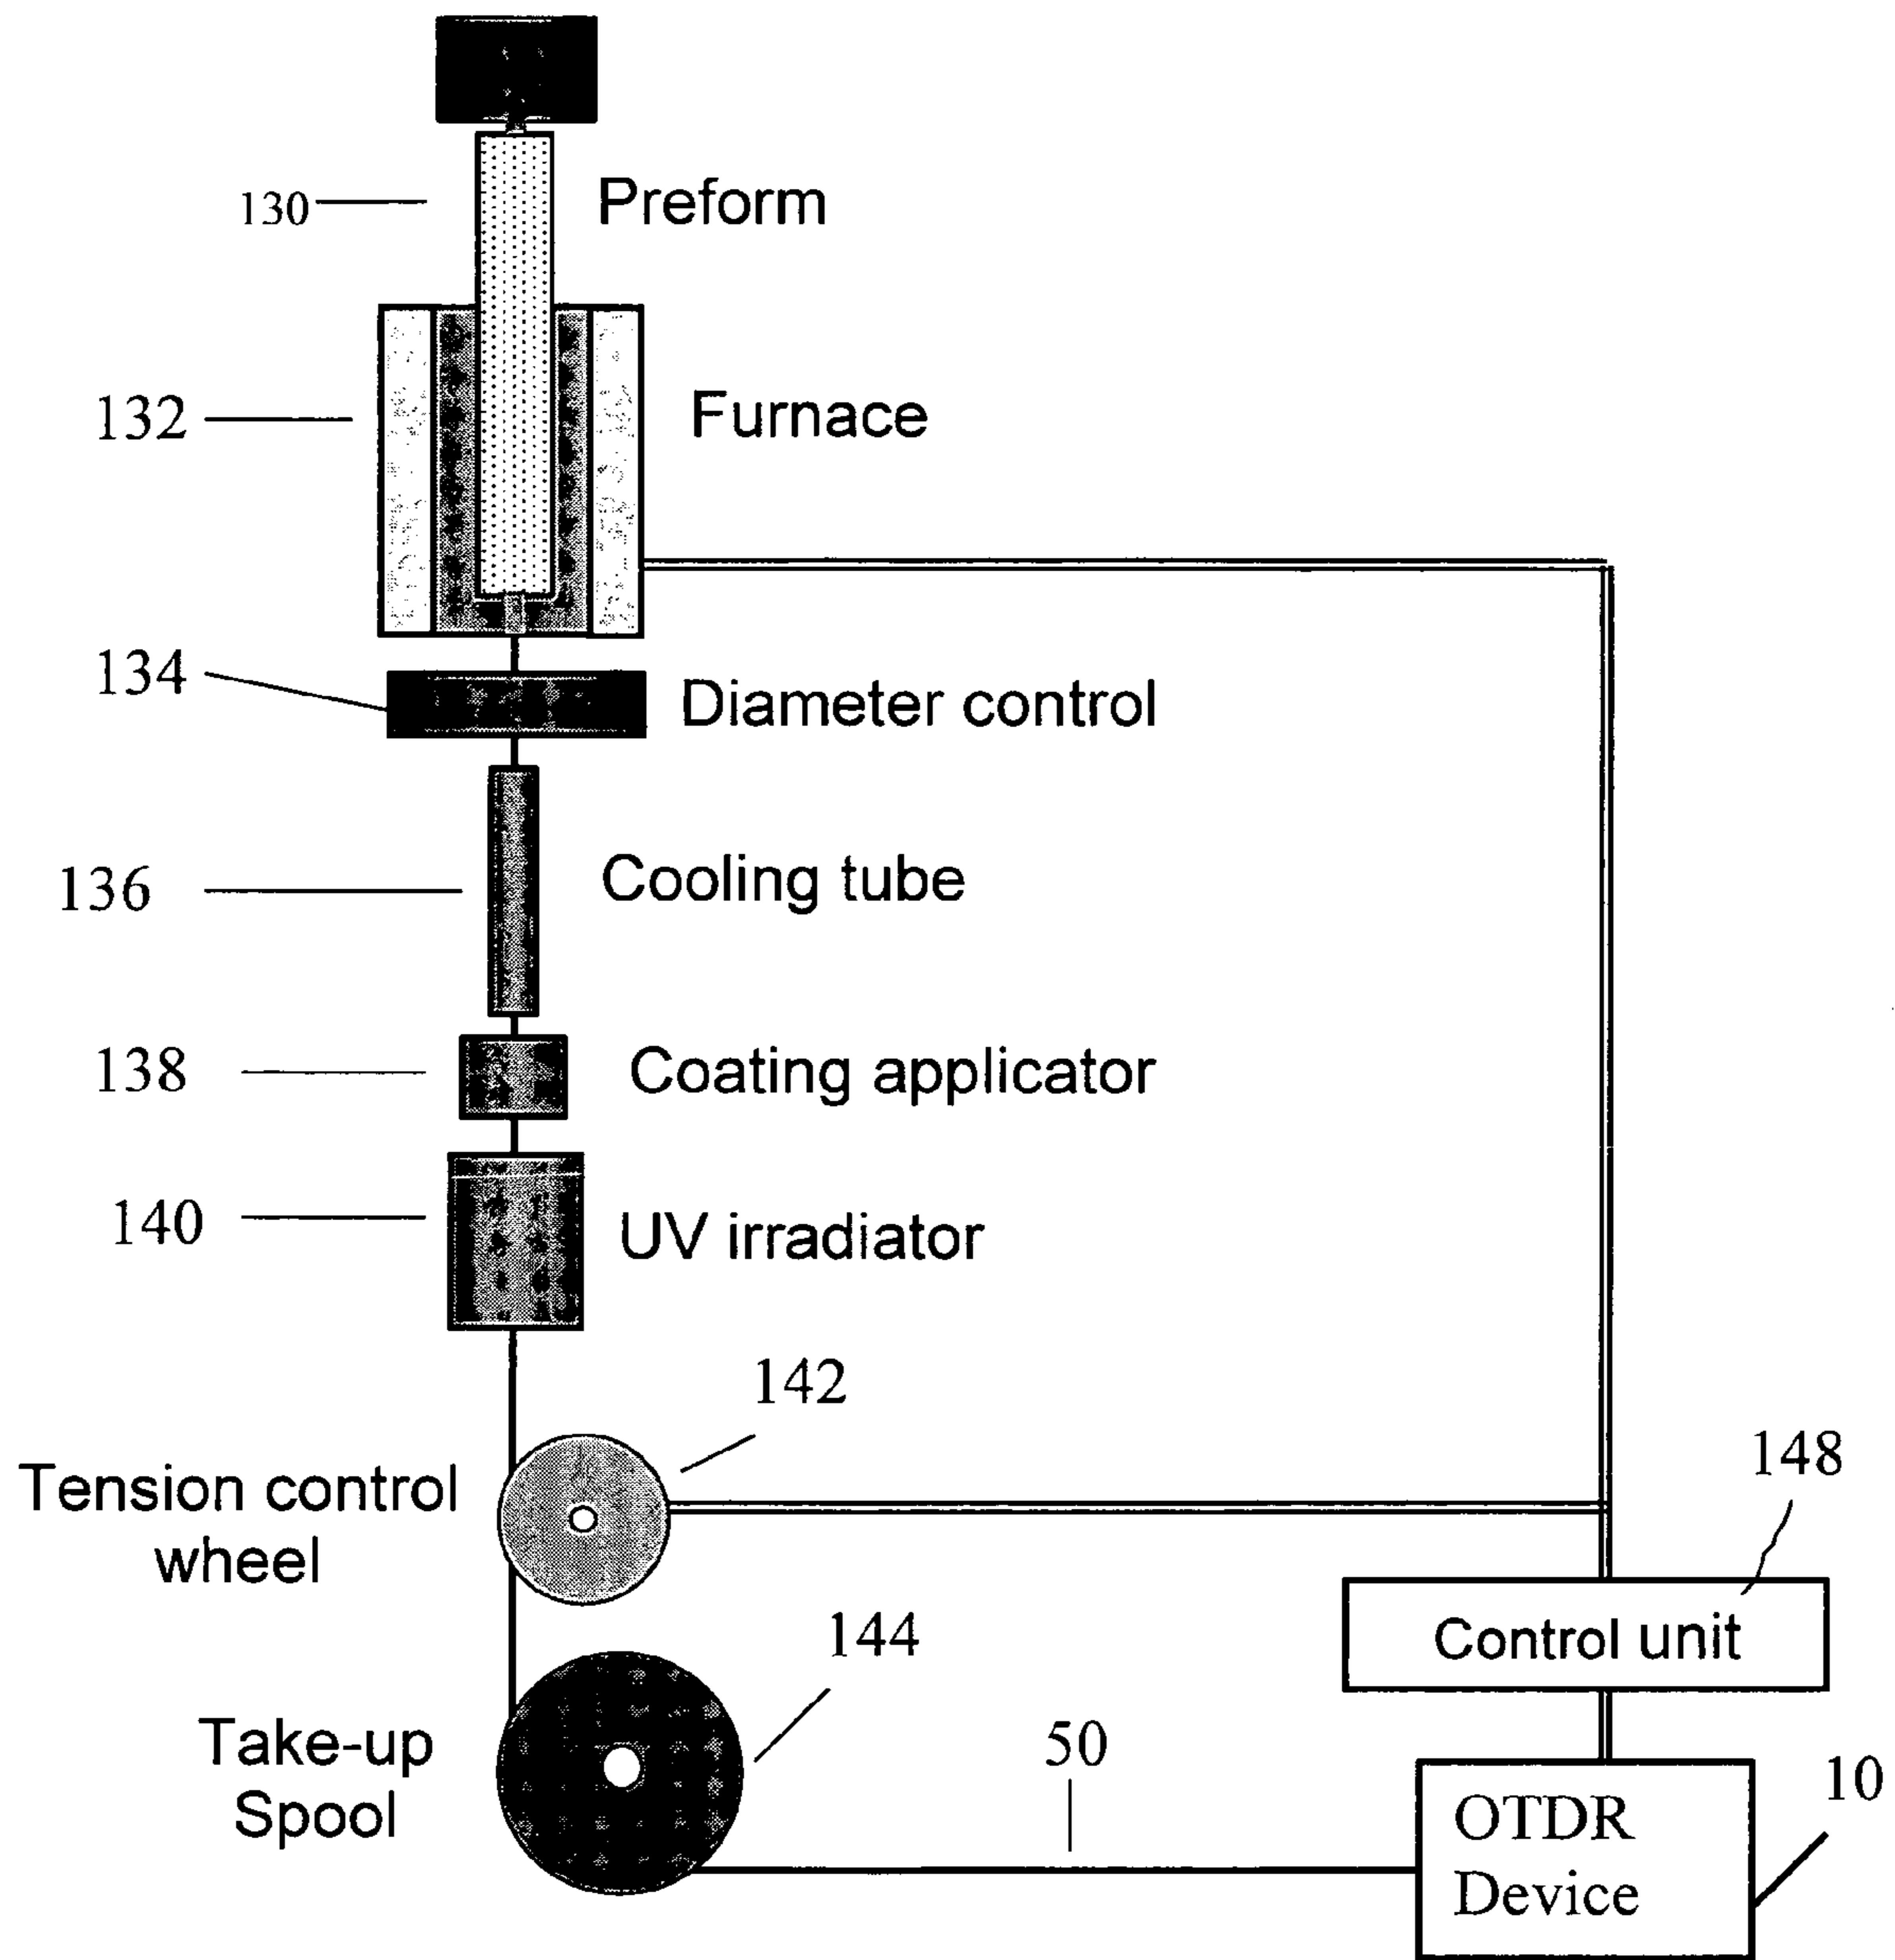 130
Preform
132
Furnace
134
Diameter control
136
Cooling tube
138
Coating applicator
140
UV irradiator
142
Tension control
wheel
148
Control unit
144
Take-up
Spool
50
10
OTDR
Device